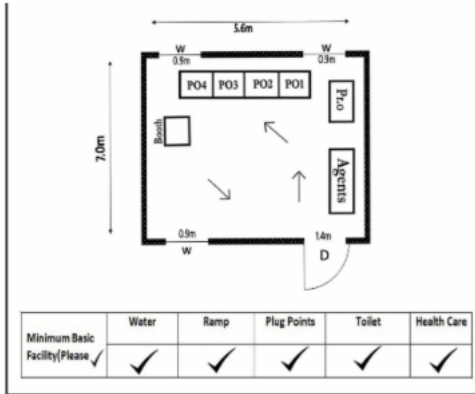 5.6m
W
W
0.9m
0.9m
PO4 PO3 PO2 PO1
Pr.o
Booth
7.0m
Agents
0.9m
1.4m
W
D
Water Ramp Plug Points Toilet Health Care
Minimum Basic
Facility(Please ✓ ✓ ✓ ✓ ✓ ✓